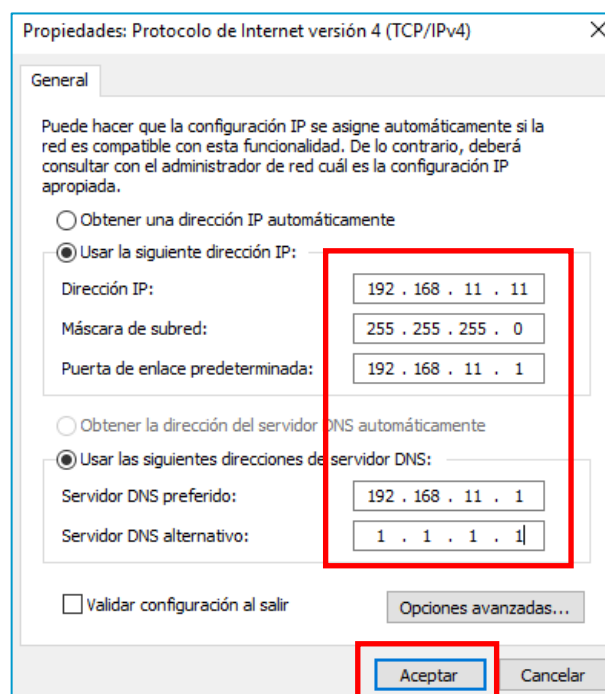 Propiedades: Protocolo de Internet versión 4 (TCP/IPv4)
General
Puede hacer que la configuración IP se asigne automáticamente si la
red es compatible con esta funcionalidad. De lo contrario, deberá
consultar con el administrador de red cuál es la configuración IP
apropiada.
Obtener una dirección IP automáticamente
Usar la siguiente dirección IP:
Dirección IP: 192 . 168 . 11 . 11
Máscara de subred: 255 . 255 . 255 . 0
Puerta de enlace predeterminada: 192 . 168 . 11 . 1
Obtener la dirección del servidor DNS automáticamente
Usar las siguientes direcciones de servidor DNS:
Servidor DNS preferido: 192 . 168 . 11 . 1
Servidor DNS alternativo: 1 . 1 . 1 . 1
Validar configuración al salir Opciones avanzadas...
Aceptar Cancelar